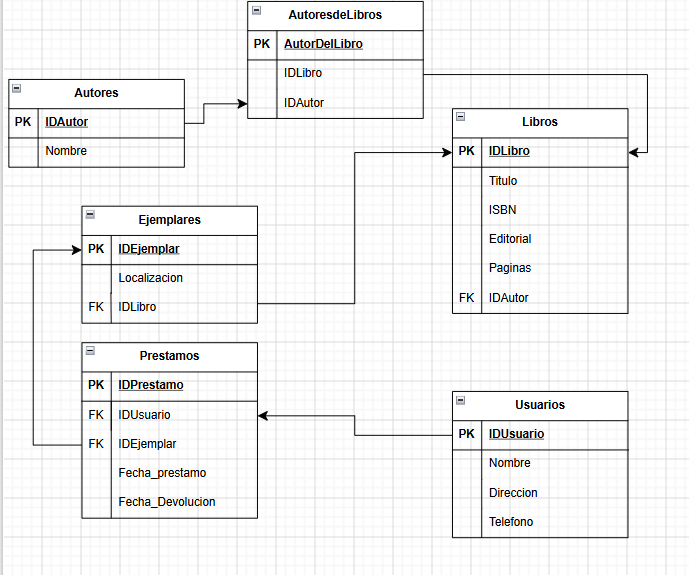 AutoresdeLibros
PK AutorDelLibro
IDLibro
IDAutor
Autores
PK IDAutor
Nombre
Libros
PK IDLibro
Titulo
ISBN
Editorial
Paginas
FK IDAutor
Ejemplares
PK IDEjemplar
Localizacion
FK IDLibro
Prestamos
PK IDPrestamo
FK IDUsuario
FK IDEjemplar
Fecha_prestamo
Fecha_Devolucion
Usuarios
PK IDUsuario
Nombre
Direccion
Telefono